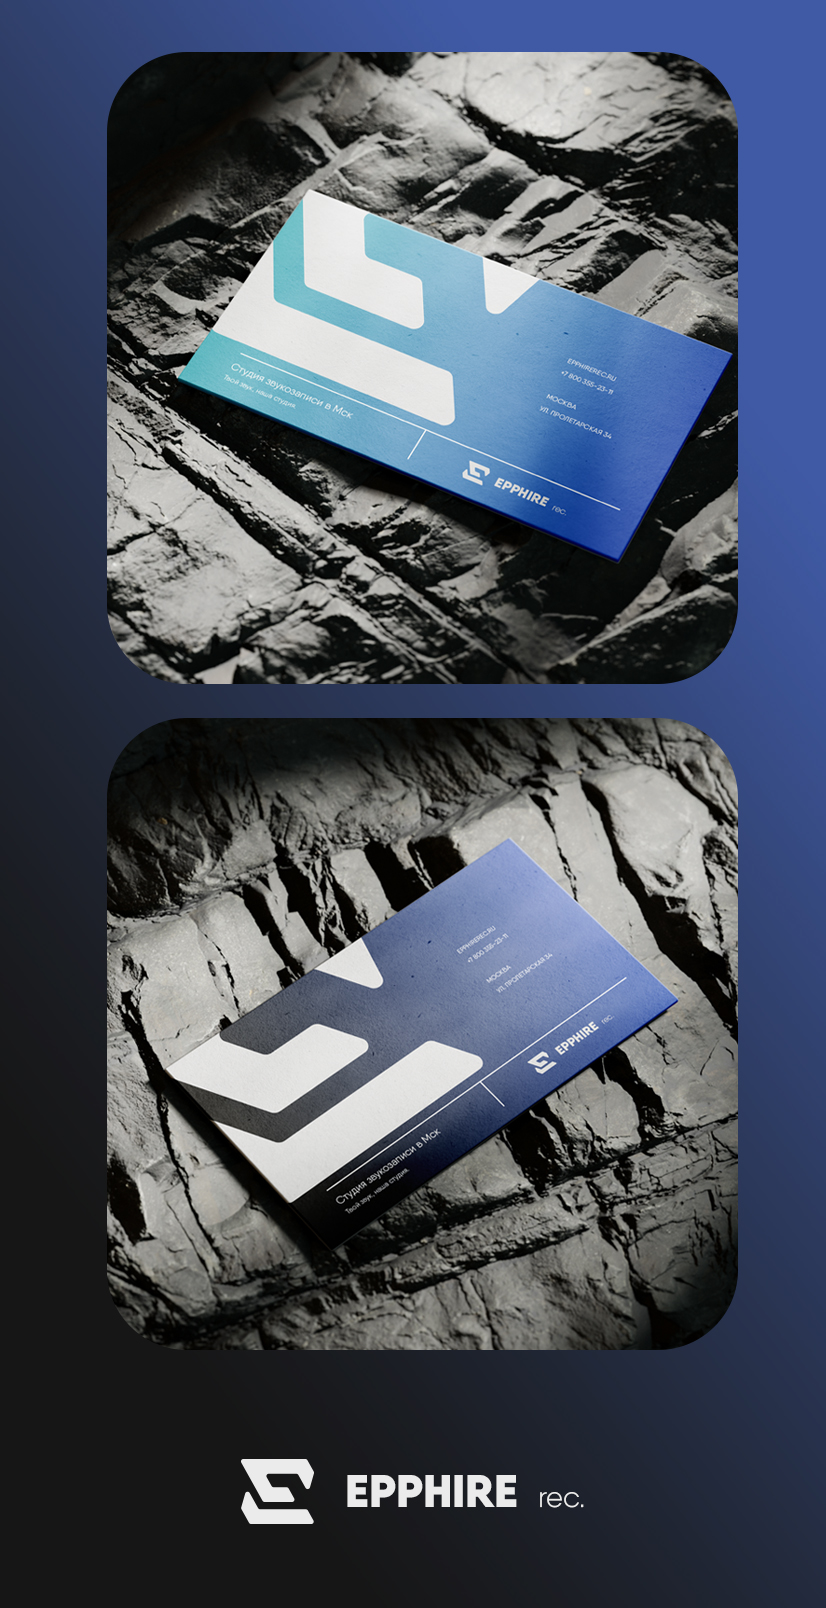 EPPHIREREC.RU
+7 800 355-23-11
МОСКВА
УЛ. ПРОЛЕТАРСКАЯ 34
Студия звукозаписи в Мск
Твой звук, наша студия.
EPPHIRE rec.
EPPHIREREC.RU
+7 800 355-23-11
МОСКВА
УЛ. ПРОЛЕТАРСКАЯ 34
EPPHIRE rec.
Студия звукозаписи в Мск
Твой звук, наша студия.
EPPHIRE rec.